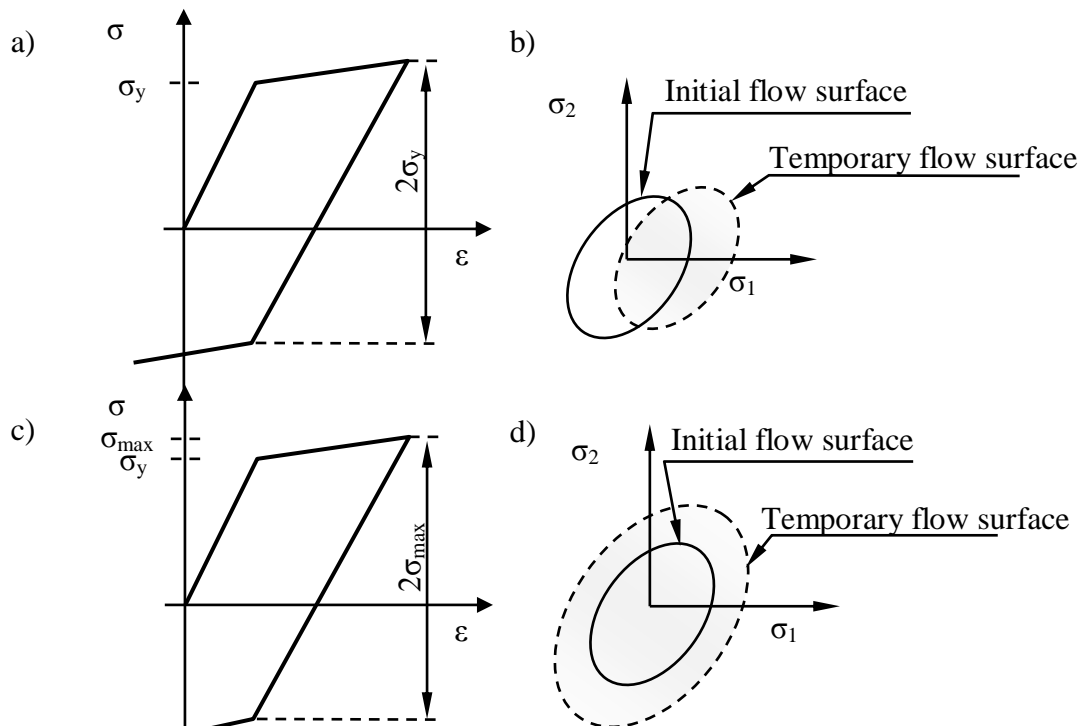 a)
σ
σy
2σy
ε
b)
σ2
Initial flow surface
Temporary flow surface
σ1
c)
σ
σmax
σy
2σmax
ε
d)
σ2
Initial flow surface
Temporary flow surface
σ1